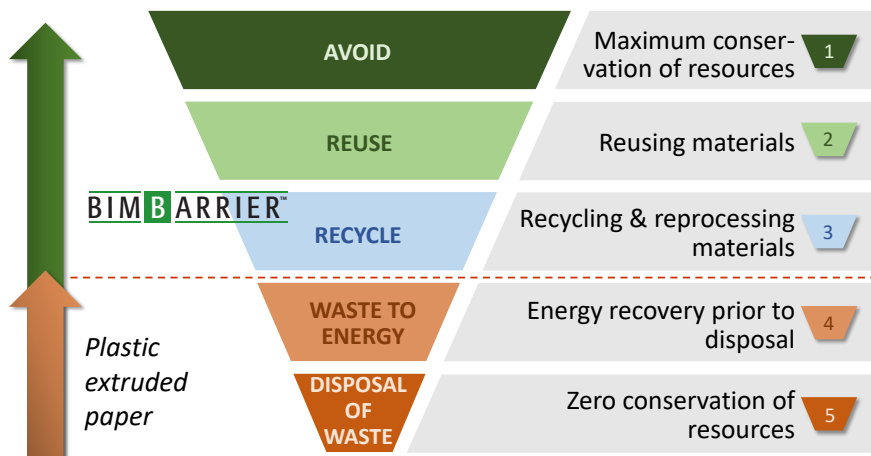 AVOID
Maximum conser-
vation of resources
1
REUSE
Reusing materials
2
BIMBARRIER™
RECYCLE
Recycling & reprocessing
materials
3
WASTE TO
ENERGY
Energy recovery prior to
disposal
4
Plastic
extruded
paper
DISPOSAL
OF
WASTE
Zero conservation of
resources
5